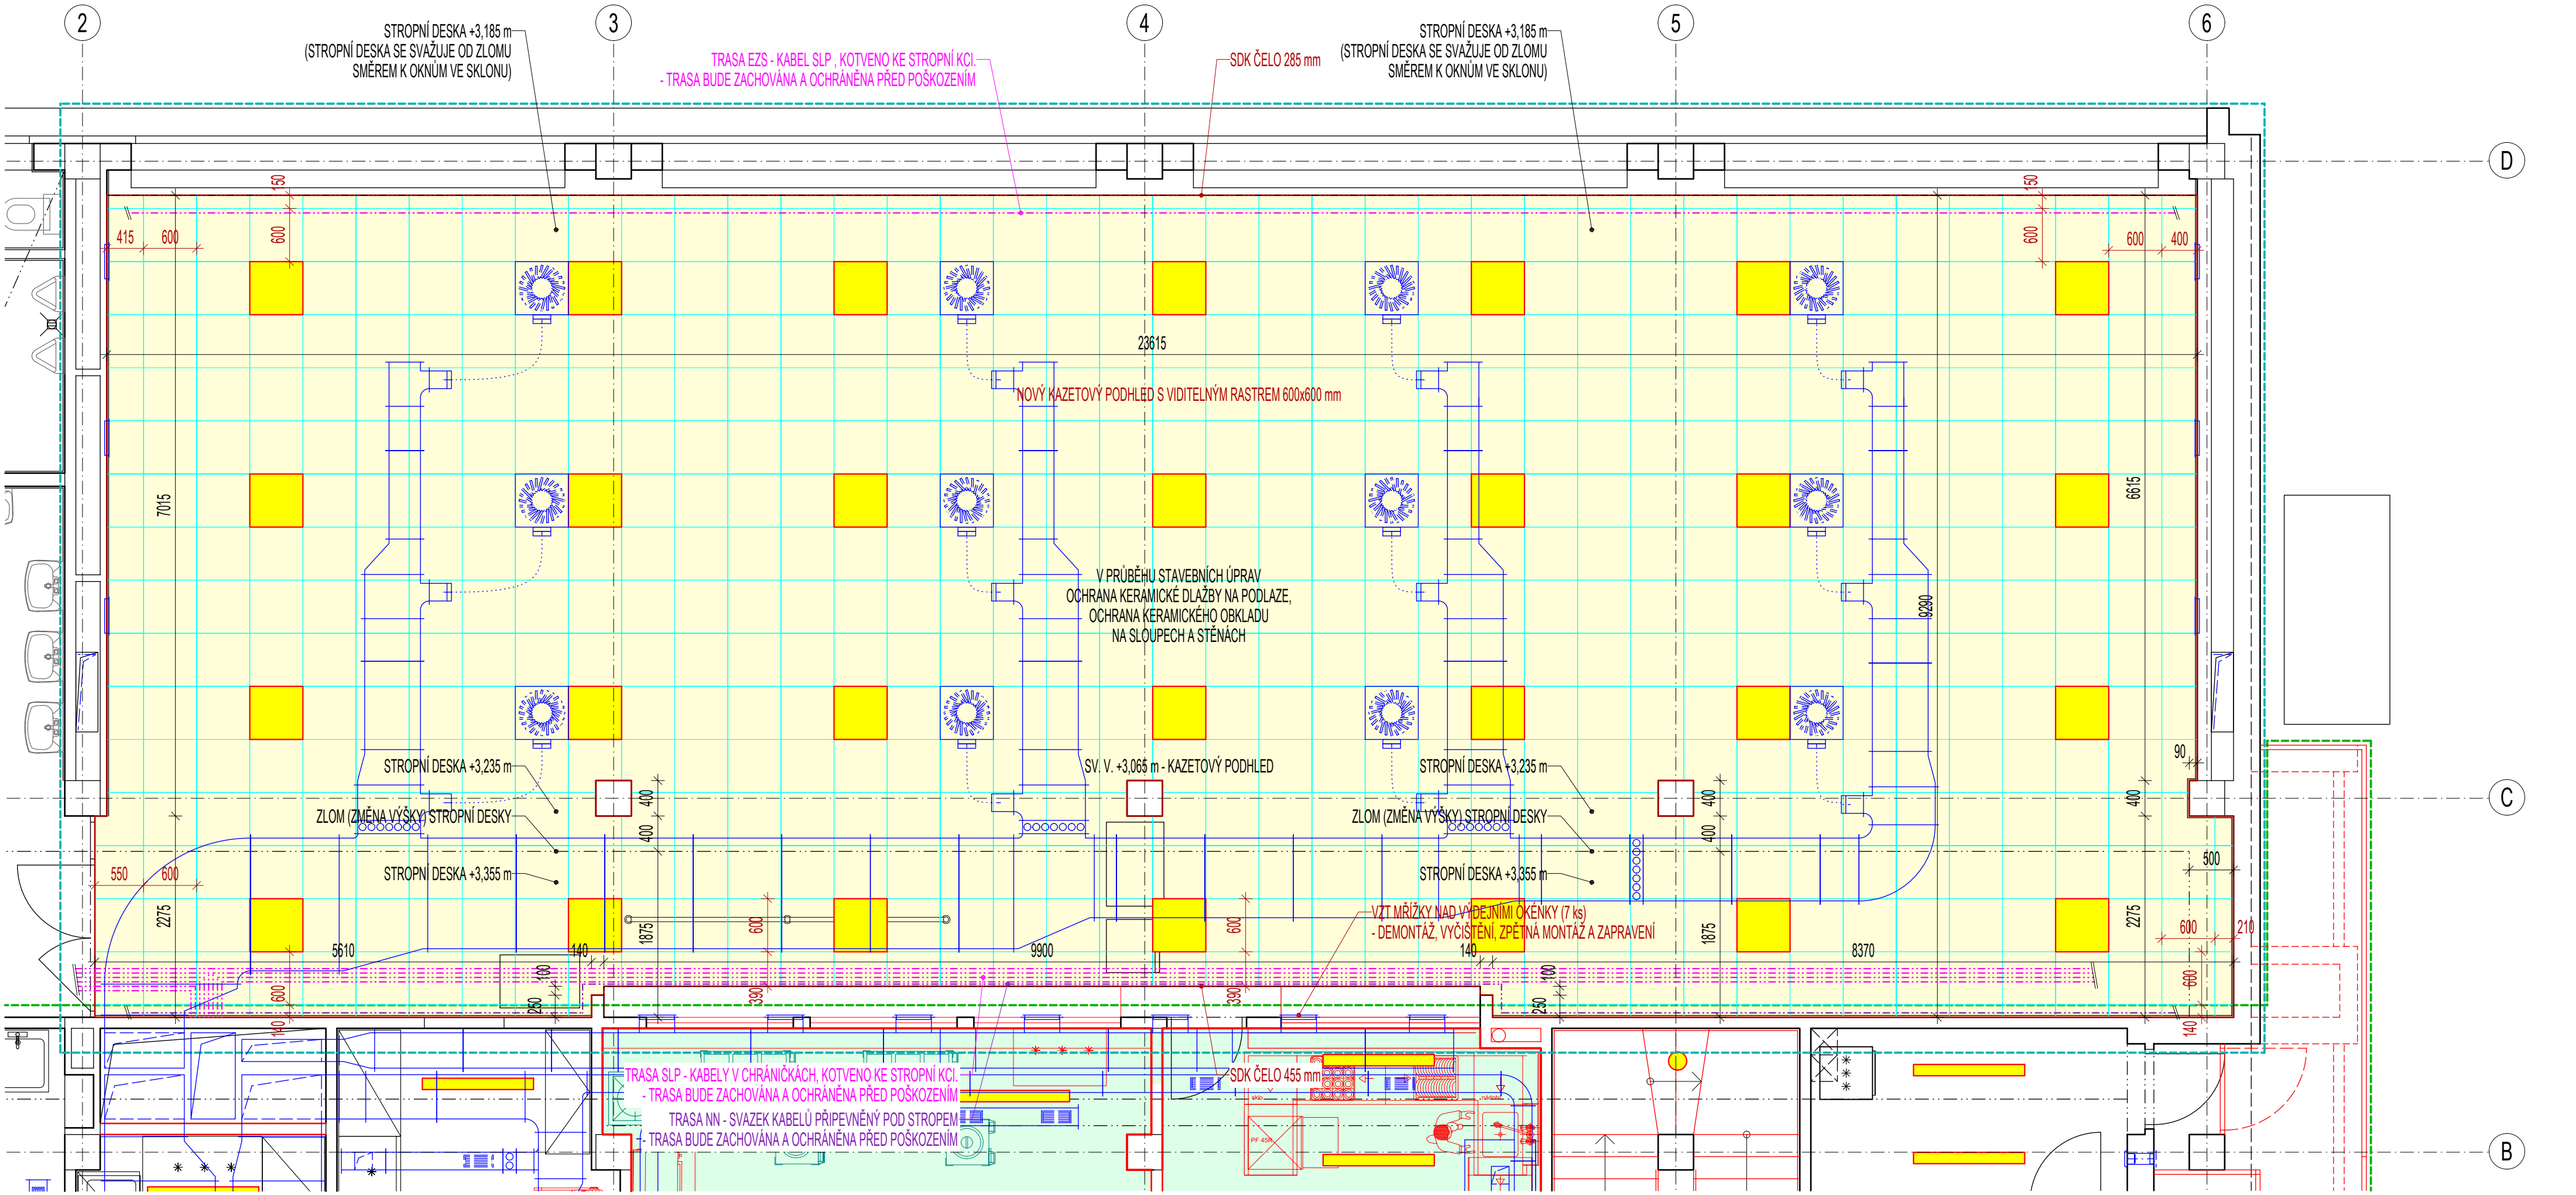 2
3
4
5
6
STROPNÍ DESKA +3,185 m
(STROPNÍ DESKA SE SVAŽUJE OD ZLOMU
SMĚREM K OKNŮM VE SKLONU)
TRASA EZS - KABEL SLP , KOTVENO KE STROPNÍ KCI.
- TRASA BUDE ZACHOVÁNA A OCHRÁNĚNA PŘED POŠKOZENÍM
SDK ČELO 285 mm
STROPNÍ DESKA +3,185 m
(STROPNÍ DESKA SE SVAŽUJE OD ZLOMU
SMĚREM K OKNŮM VE SKLONU)
D
150
150
415
600
600
600
600
400
23615
NOVÝ KAZETOVÝ PODHLED S VIDITELNÝM RASTREM 600x600 mm
7015
6615
V PRŮBĚHU STAVEBNÍCH ÚPRAV
OCHRANA KERAMICKÉ DLAŽBY NA PODLAZE,
OCHRANA KERAMICKÉHO OBKLADU
NA SLOUPECH A STĚNÁCH
9290
STROPNÍ DESKA +3,235 m
SV. V. +3,065 m - KAZETOVÝ PODHLED
STROPNÍ DESKA +3,235 m
90
400
400
400
C
ZLOM (ZMĚNA VÝŠKY) STROPNÍ DESKY
400
ZLOM (ZMĚNA VÝŠKY) STROPNÍ DESKY
400
STROPNÍ DESKA +3,355 m
STROPNÍ DESKA +3,355 m
500
550
600
2275
1875
600
600
VZT MŘÍŽKY NAD VÝDEJNÍMI OKÉNKY (7 ks)
- DEMONTÁŽ, VYČIŠTĚNÍ, ZPĚTNÁ MONTÁŽ A ZAPRAVENÍ
1875
2275
600
210
5610
140
9900
140
8370
600
100
250
390
390
100
250
600
140
140
TRASA SLP - KABELY V CHRÁNIČKÁCH, KOTVENO KE STROPNÍ KCI.
- TRASA BUDE ZACHOVÁNA A OCHRÁNĚNA PŘED POŠKOZENÍM
SDK ČELO 455 mm
TRASA NN - SVAZEK KABELŮ PŘIPEVNĚNÝ POD STROPEM
- TRASA BUDE ZACHOVÁNA A OCHRÁNĚNA PŘED POŠKOZENÍM
PF 45R
B